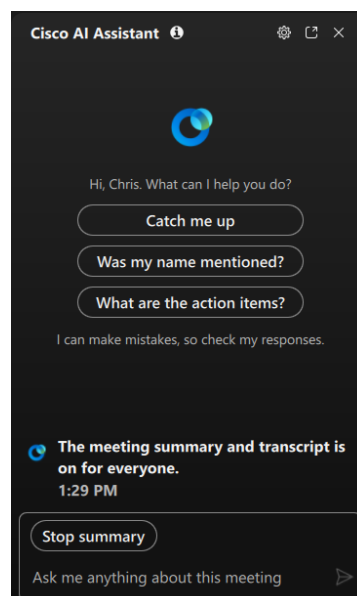 Cisco AI Assistant
Hi, Chris. What can I help you do?
Catch me up
Was my name mentioned?
What are the action items?
I can make mistakes, so check my responses.
The meeting summary and transcript is
on for everyone.
1:29 PM
Stop summary
Ask me anything about this meeting